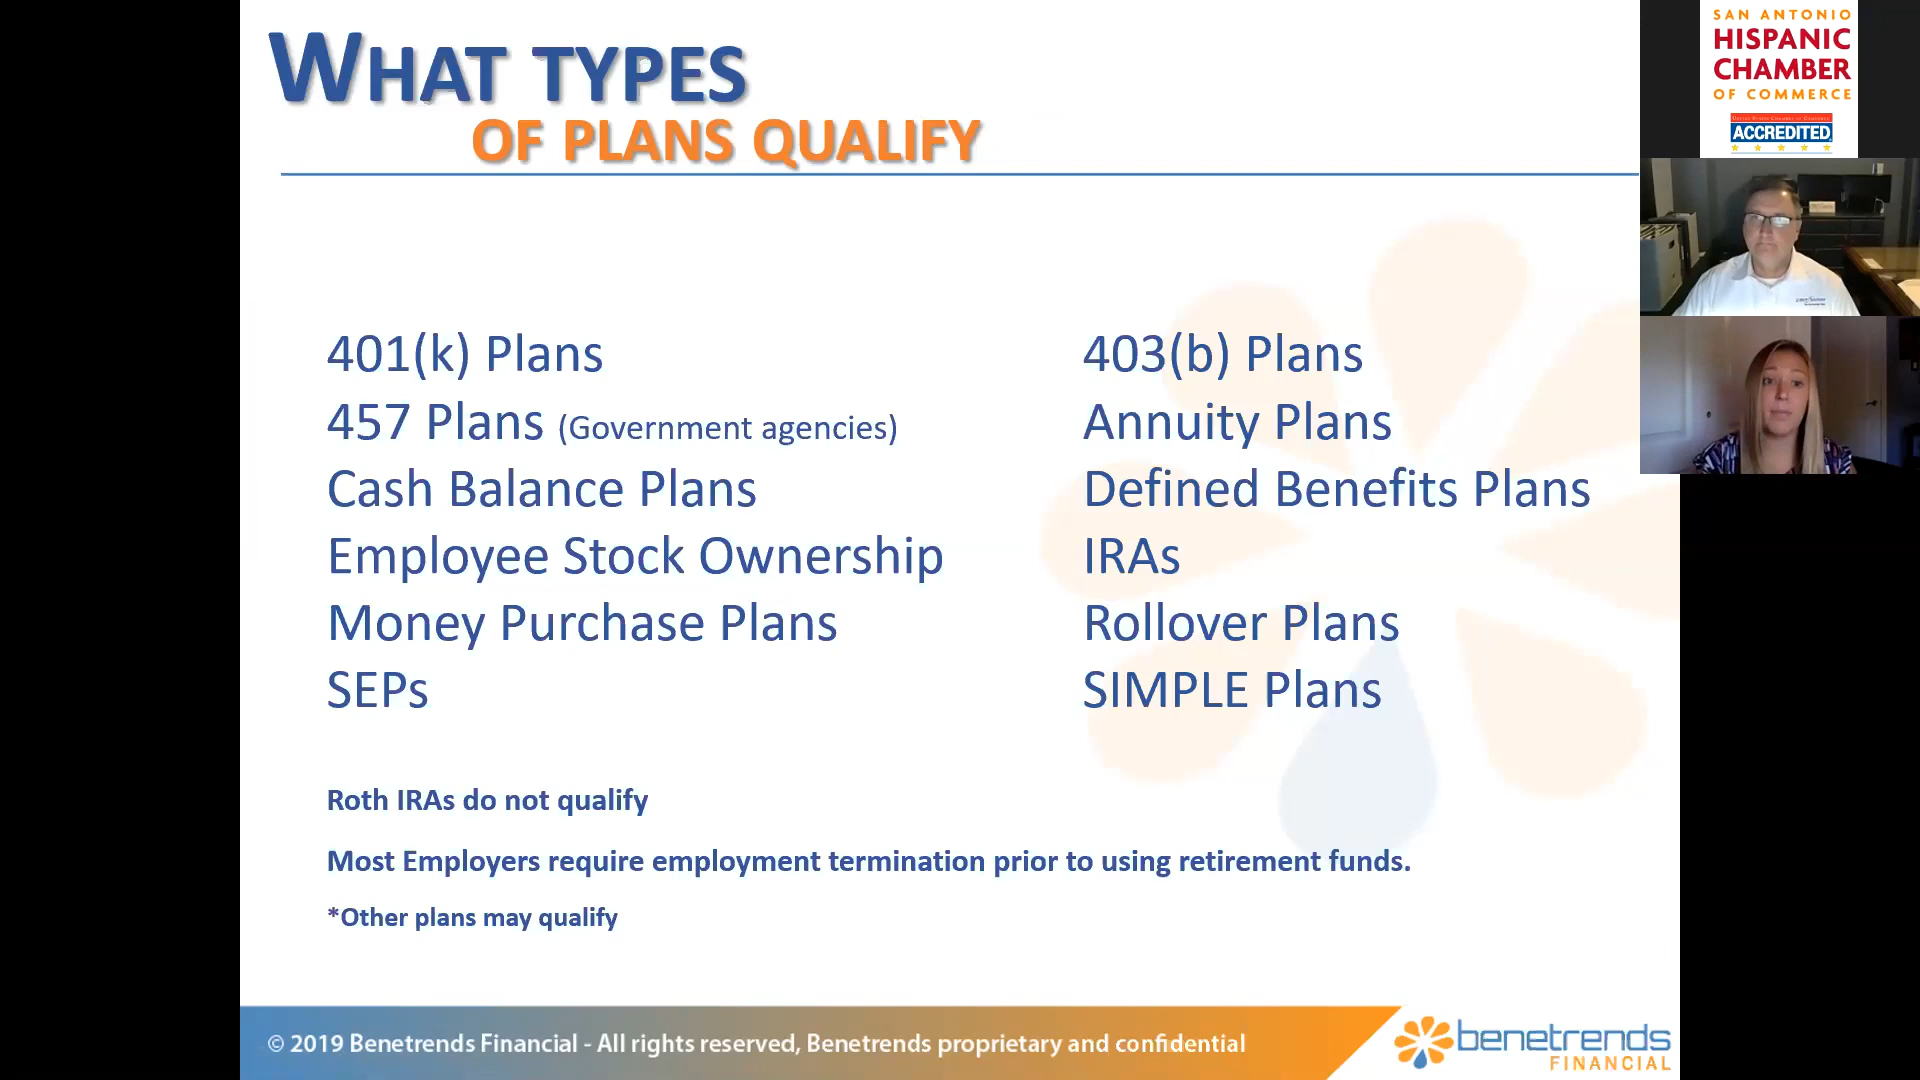 WHAT TYPES
OF PLANS QUALIFY
401(k) Plans
457 Plans (Government agencies)
Cash Balance Plans
Employee Stock Ownership
Money Purchase Plans
SEPs
403(b) Plans
Annuity Plans
Defined Benefits Plans
IRAs
Rollover Plans
SIMPLE Plans
Roth IRAs do not qualify
Most Employers require employment termination prior to using retirement funds.
*Other plans may qualify
© 2019 Benetrends Financial - All rights reserved, Benetrends proprietary and confidential
benetrends
FINANCIAL
SAN ANTONIO
HISPANIC
CHAMBER
OF COMMERCE
ACCREDITED